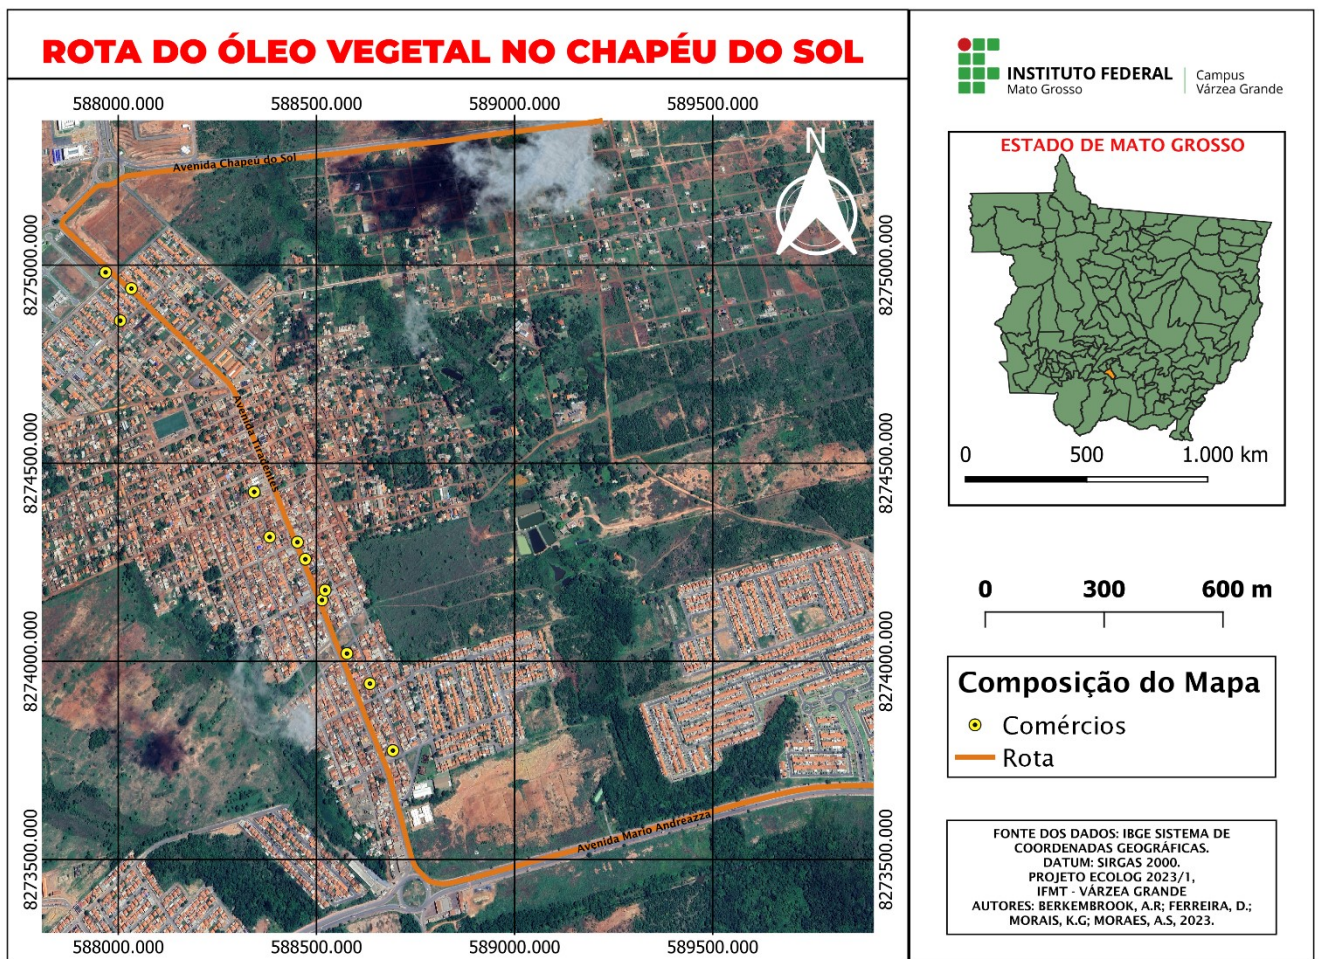 ROTA DO ÓLEO VEGETAL NO CHAPÉU DO SOL
588000.000 588500.000 589000.000 589500.000
8275000.000 8275000.000
8274500.000 8274500.000
8274000.000 8274000.000
8273500.000 8273500.000
588000.000 588500.000 589000.000 589500.000
N
Avenida Chapeú do Sol
Avenida Tiradentes
Avenida Mario Andreazza
INSTITUTO FEDERAL
Mato Grosso
Campus
Várzea Grande
ESTADO DE MATO GROSSO
0 500 1.000 km
0 300 600 m
Composição do Mapa
Comércios
Rota
FONTE DOS DADOS: IBGE SISTEMA DE
COORDENADAS GEOGRÁFICAS.
DATUM: SIRGAS 2000.
PROJETO ECOLOG 2023/1,
IFMT - VÁRZEA GRANDE
AUTORES: BERKEMBROOK, A.R; FERREIRA, D.;
MORAIS, K.G; MORAES, A.S, 2023.